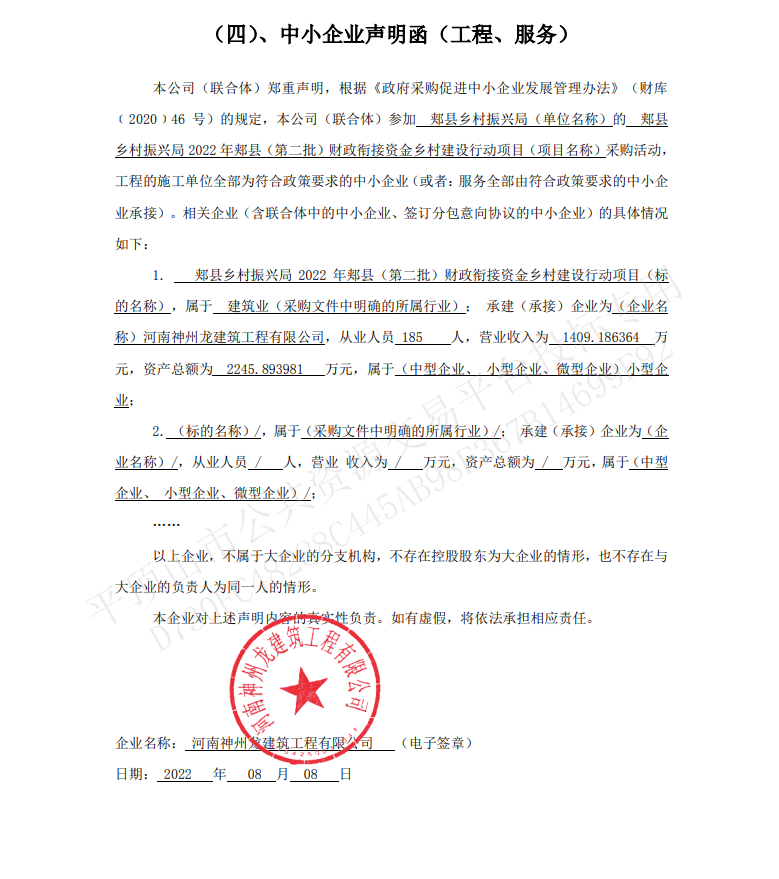 （四）、中小企业声明函（工程、服务）
本公司（联合体）郑重声明，根据《政府采购促进中小企业发展管理办法》（财库
﹝2020﹞46 号）的规定，本公司（联合体）参加 郏县乡村振兴局（单位名称）的 郏县
乡村振兴局 2022 年郏县（第二批）财政衔接资金乡村建设行动项目（项目名称）采购活动，
工程的施工单位全部为符合政策要求的中小企业（或者：服务全部由符合政策要求的中小企
业承接）。相关企业（含联合体中的中小企业、签订分包意向协议的中小企业）的具体情况
如下：
1. 郏县乡村振兴局 2022 年郏县（第二批）财政衔接资金乡村建设行动项目（标
的名称），属于 建筑业（采购文件中明确的所属行业）； 承建（承接）企业为（企业名
称）河南神州龙建筑工程有限公司，从业人员 185 人，营业收入为 1409.186364 万
元，资产总额为 2245.893981 万元，属于（中型企业、 小型企业、微型企业）小型企
业；
2. （标的名称）/，属于（采购文件中明确的所属行业）/； 承建（承接）企业为（企
业名称）/，从业人员 / 人，营业 收入为 / 万元，资产总额为 / 万元，属于（中型
企业、 小型企业、微型企业）/；
……
以上企业，不属于大企业的分支机构，不存在控股股东为大企业的情形，也不存在与
大企业的负责人为同一人的情形。
本企业对上述声明内容的真实性负责。如有虚假，将依法承担相应责任。
河南神州龙建筑工程有限公司
企业名称： 河南神州龙建筑工程有限公司 （电子签章）
日期： 2022 年 08 月 08 日
平顶山市公共资源交易平台投标专用